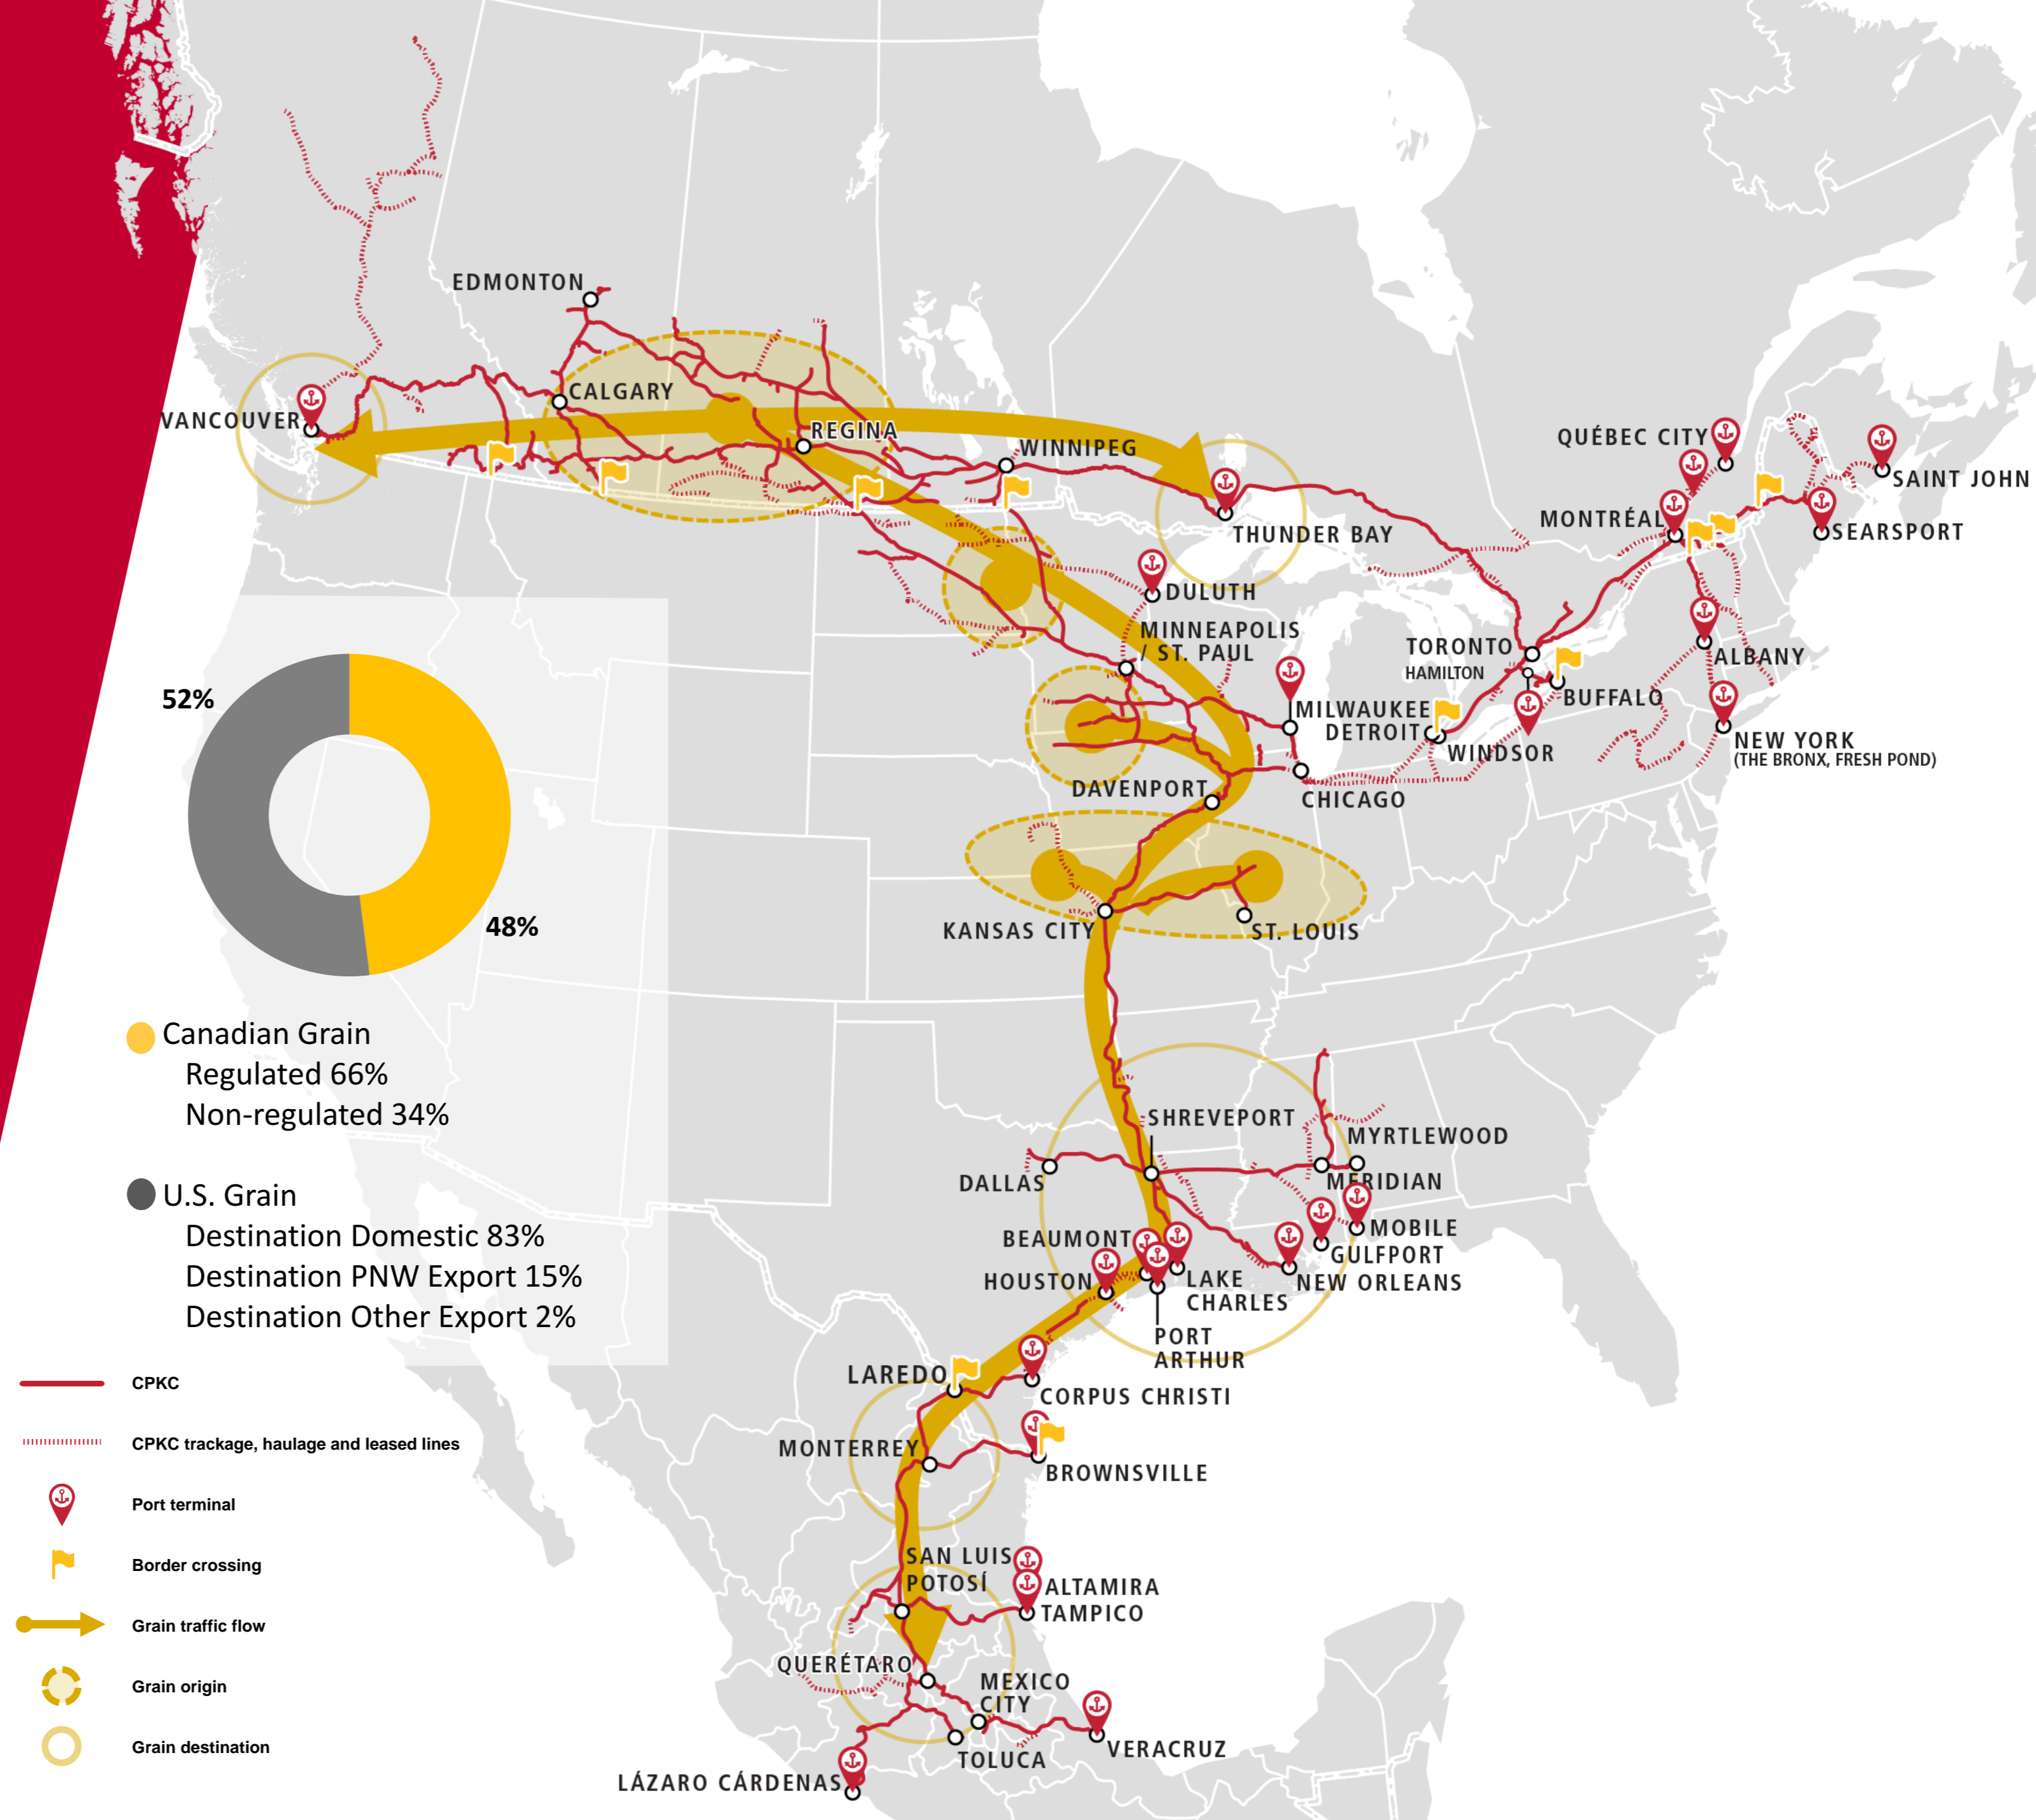 EDMONTON
CALGARY
VANCOUVER
REGINA
WINNIPEG
THUNDER BAY
QUÉBEC CITY
SAINT JOHN
MONTRÉAL
SEARSPORT
DULUTH
MINNEAPOLIS
/ ST. PAUL
TORONTO
HAMILTON
ALBANY
BUFFALO
MILWAUKEE
DETROIT
WINDSOR
NEW YORK
(THE BRONX, FRESH POND)
DAVENPORT
CHICAGO
KANSAS CITY
ST. LOUIS
52%
48%
Canadian Grain
Regulated 66%
Non-regulated 34%
U.S. Grain
Destination Domestic 83%
Destination PNW Export 15%
Destination Other Export 2%
SHREVEPORT
MYRTLEWOOD
DALLAS
MERIDIAN
MOBILE
BEAUMONT
GULFPORT
HOUSTON
LAKE
CHARLES
NEW ORLEANS
PORT
ARTHUR
LAREDO
CORPUS CHRISTI
MONTERREY
BROWNSVILLE
SAN LUIS
POTOSÍ
ALTAMIRA
TAMPICO
QUERÉTARO
MEXICO
CITY
TOLUCA
VERACRUZ
LÁZARO CÁRDENAS
CPKC
CPKC trackage, haulage and leased lines
Port terminal
Border crossing
Grain traffic flow
Grain origin
Grain destination